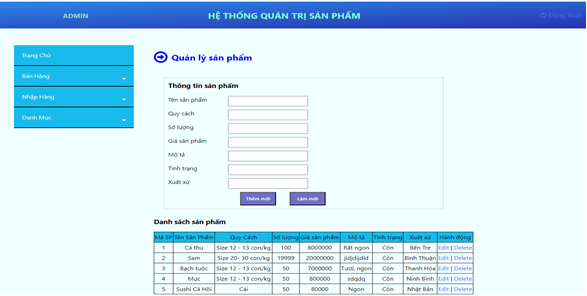 ADMIN HỆ THỐNG QUẢN TRỊ SẢN PHẨM Đăng Xuất
Trang Chủ
Bán Hàng
Nhập Hàng
Danh Mục
Quản lý sản phẩm
Thông tin sản phẩm
Tên sản phẩm
Quy cách
Số lượng
Giá sản phẩm
Mô tả
Tình trạng
Xuất xứ
Thêm mới Làm mới
Danh sách sản phẩm
Mã SP Tên Sản Phẩm Quy Cách Số lượng Giá sản phẩm Mô tả Tình trạng Xuất xứ Hành động
1 Cá thu Size 12 - 13 con/kg 100 8000000 Rất ngon Còn Bến Tre Edit | Delete
2 Sam Size 20- 30 con/kg 19999 20000000 jidjdjdid Còn Bình Thuận Edit | Delete
3 Bạch tuộc Size 12 - 13 con/kg 50 7000000 Tươi, ngon Còn Thanh Hóa Edit | Delete
4 Mực Size 12 - 13 con/kg 50 800000 sdqdq Còn Ninh Bình Edit | Delete
5 Sushi Cá Hồi Cái 50 80000 Ngon Còn Nhật Bản Edit | Delete